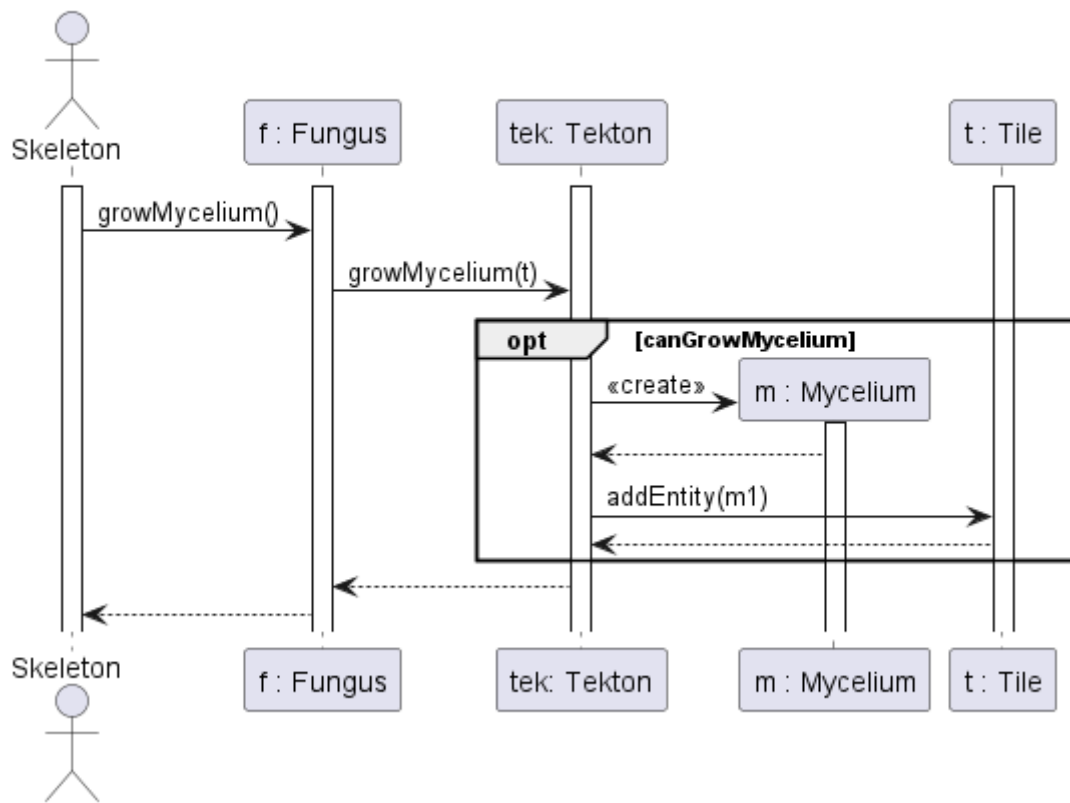 Skeleton
f : Fungus
tek: Tekton
t : Tile
growMycelium()
growMycelium(t)
opt
[canGrowMycelium]
«create»
m : Mycelium
addEntity(m1)
Skeleton
f : Fungus
tek: Tekton
m : Mycelium
t : Tile